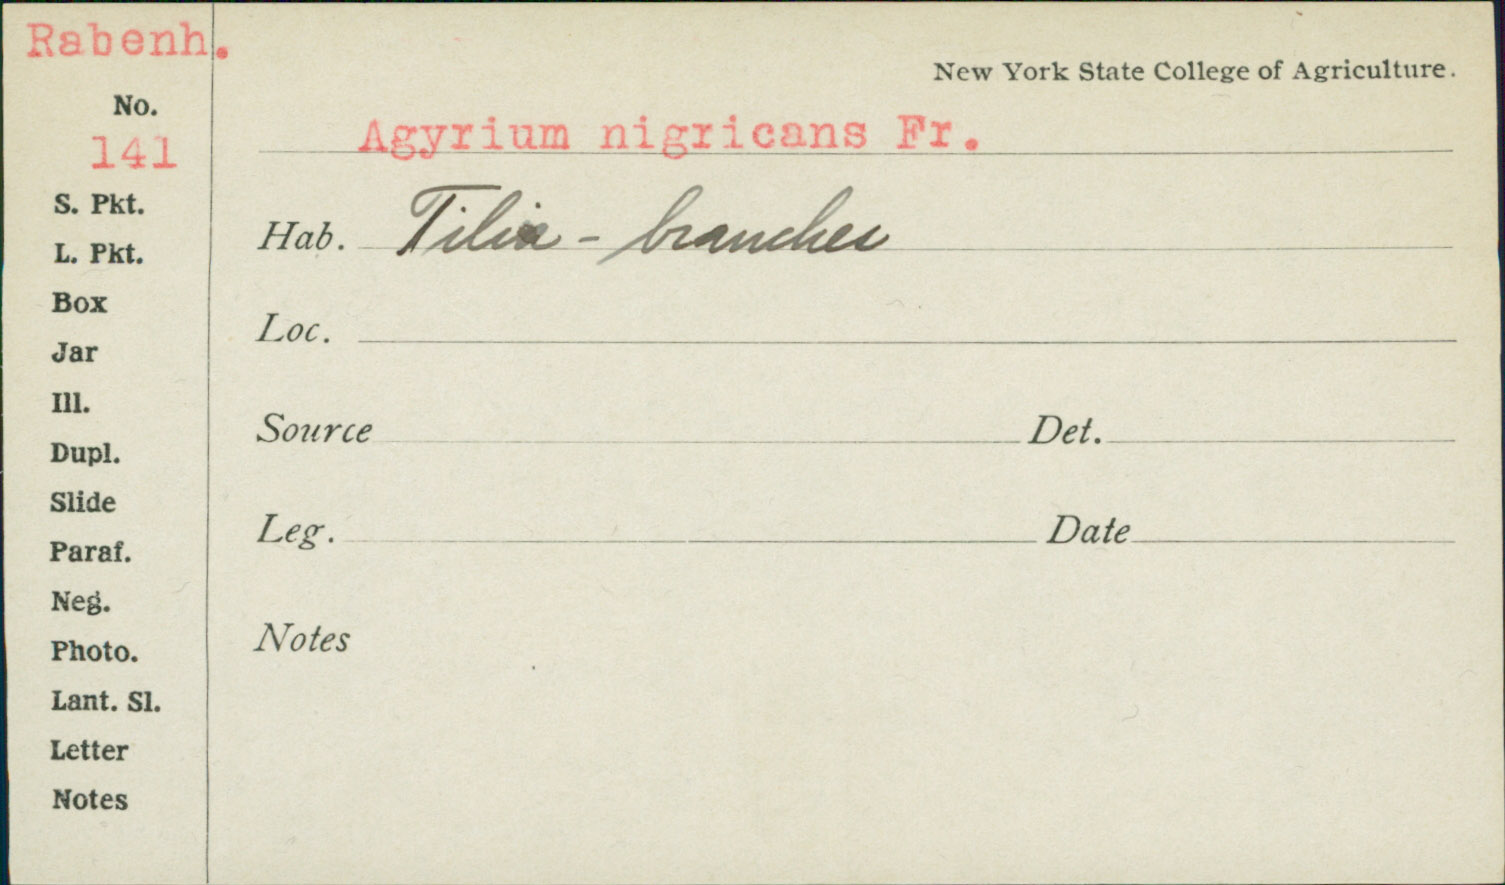 Rabenh.
New York State College of Agriculture.
No.
141
Agyrium nigricans Fr.
S. Pkt.
L. Pkt.
Box
Jar
Ill.
Dupl.
Slide
Paraf.
Neg.
Photo.
Lant. Sl.
Letter
Notes
Hab. Tilia - branches
Loc.
Source Det.
Leg. Date
Notes